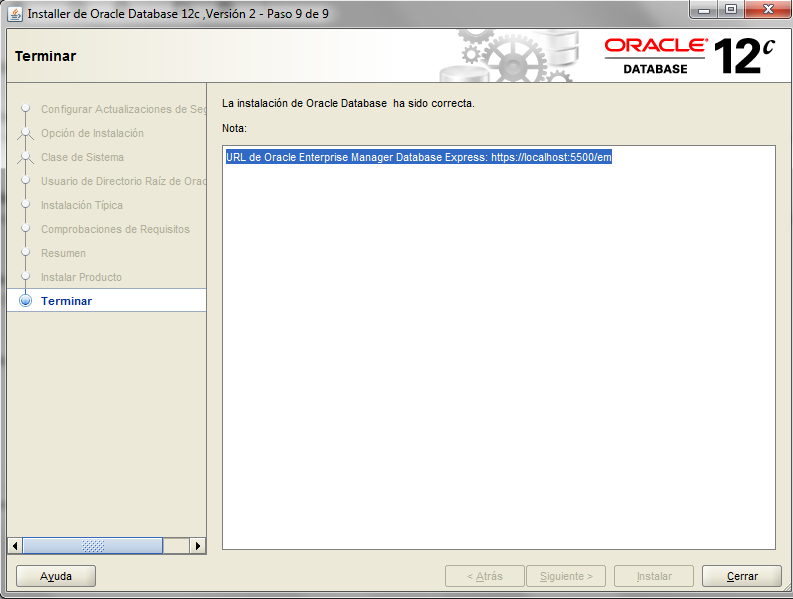 Installer de Oracle Database 12c ,Versión 2 - Paso 9 de 9
Terminar
ORACLE
DATABASE
12c
Configurar Actualizaciones de Seg
Opción de Instalación
Clase de Sistema
Usuario de Directorio Raíz de Orac
Instalación Típica
Comprobaciones de Requisitos
Resumen
Instalar Producto
Terminar
La instalación de Oracle Database ha sido correcta.
Nota:
URL de Oracle Enterprise Manager Database Express: https://localhost:5500/em
Ayuda
< Atrás
Siguiente >
Instalar
Cerrar